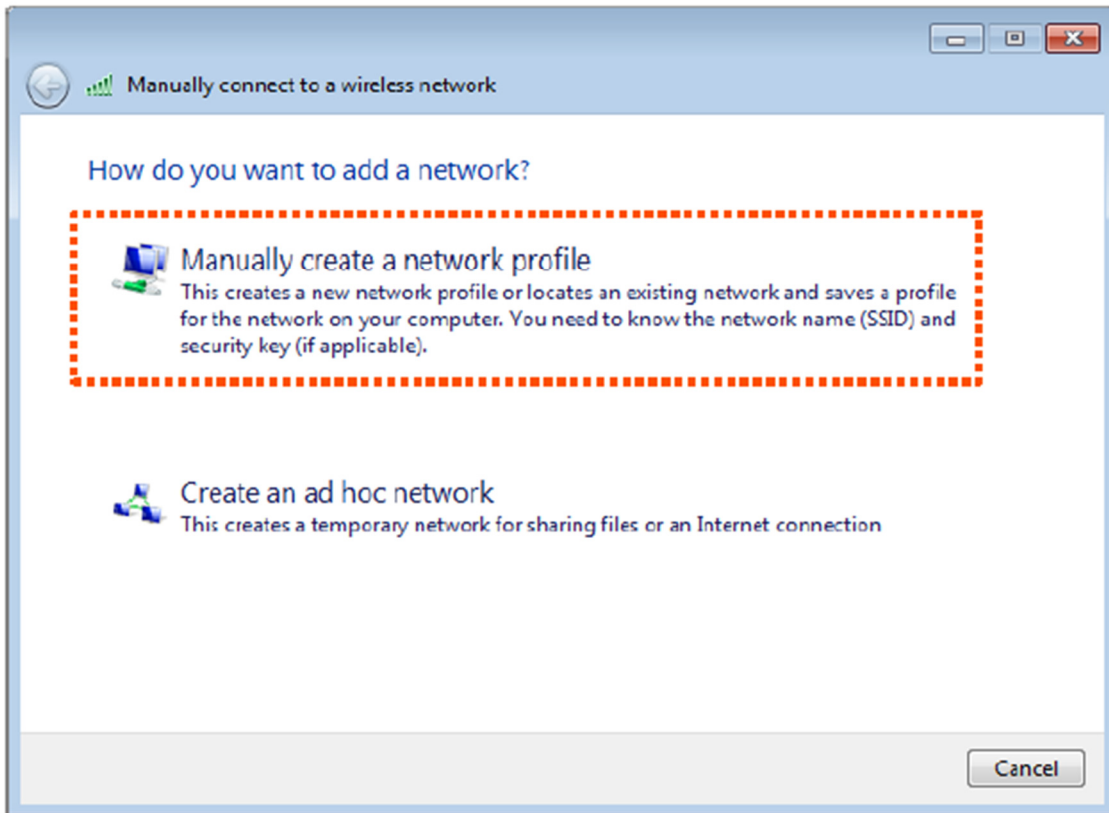 Manually connect to a wireless network
How do you want to add a network?
Manually create a network profile
This creates a new network profile or locates an existing network and saves a profile
for the network on your computer. You need to know the network name (SSID) and
security key (if applicable).
Create an ad hoc network
This creates a temporary network for sharing files or an Internet connection
Cancel